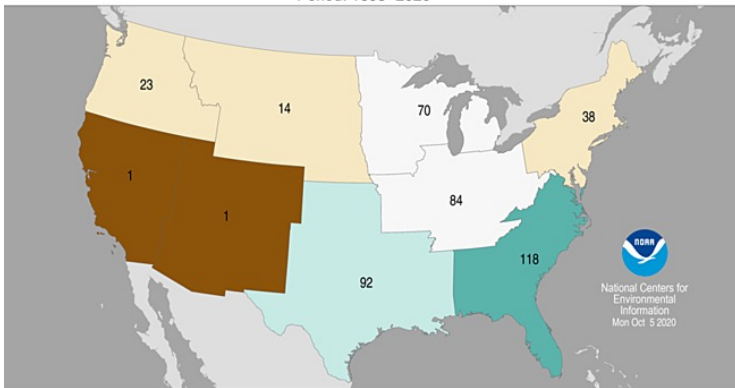 23
14
70
38
1
1
84
92
118
NOAA
National Centers for
Environmental
Information
Mon Oct 5 2020